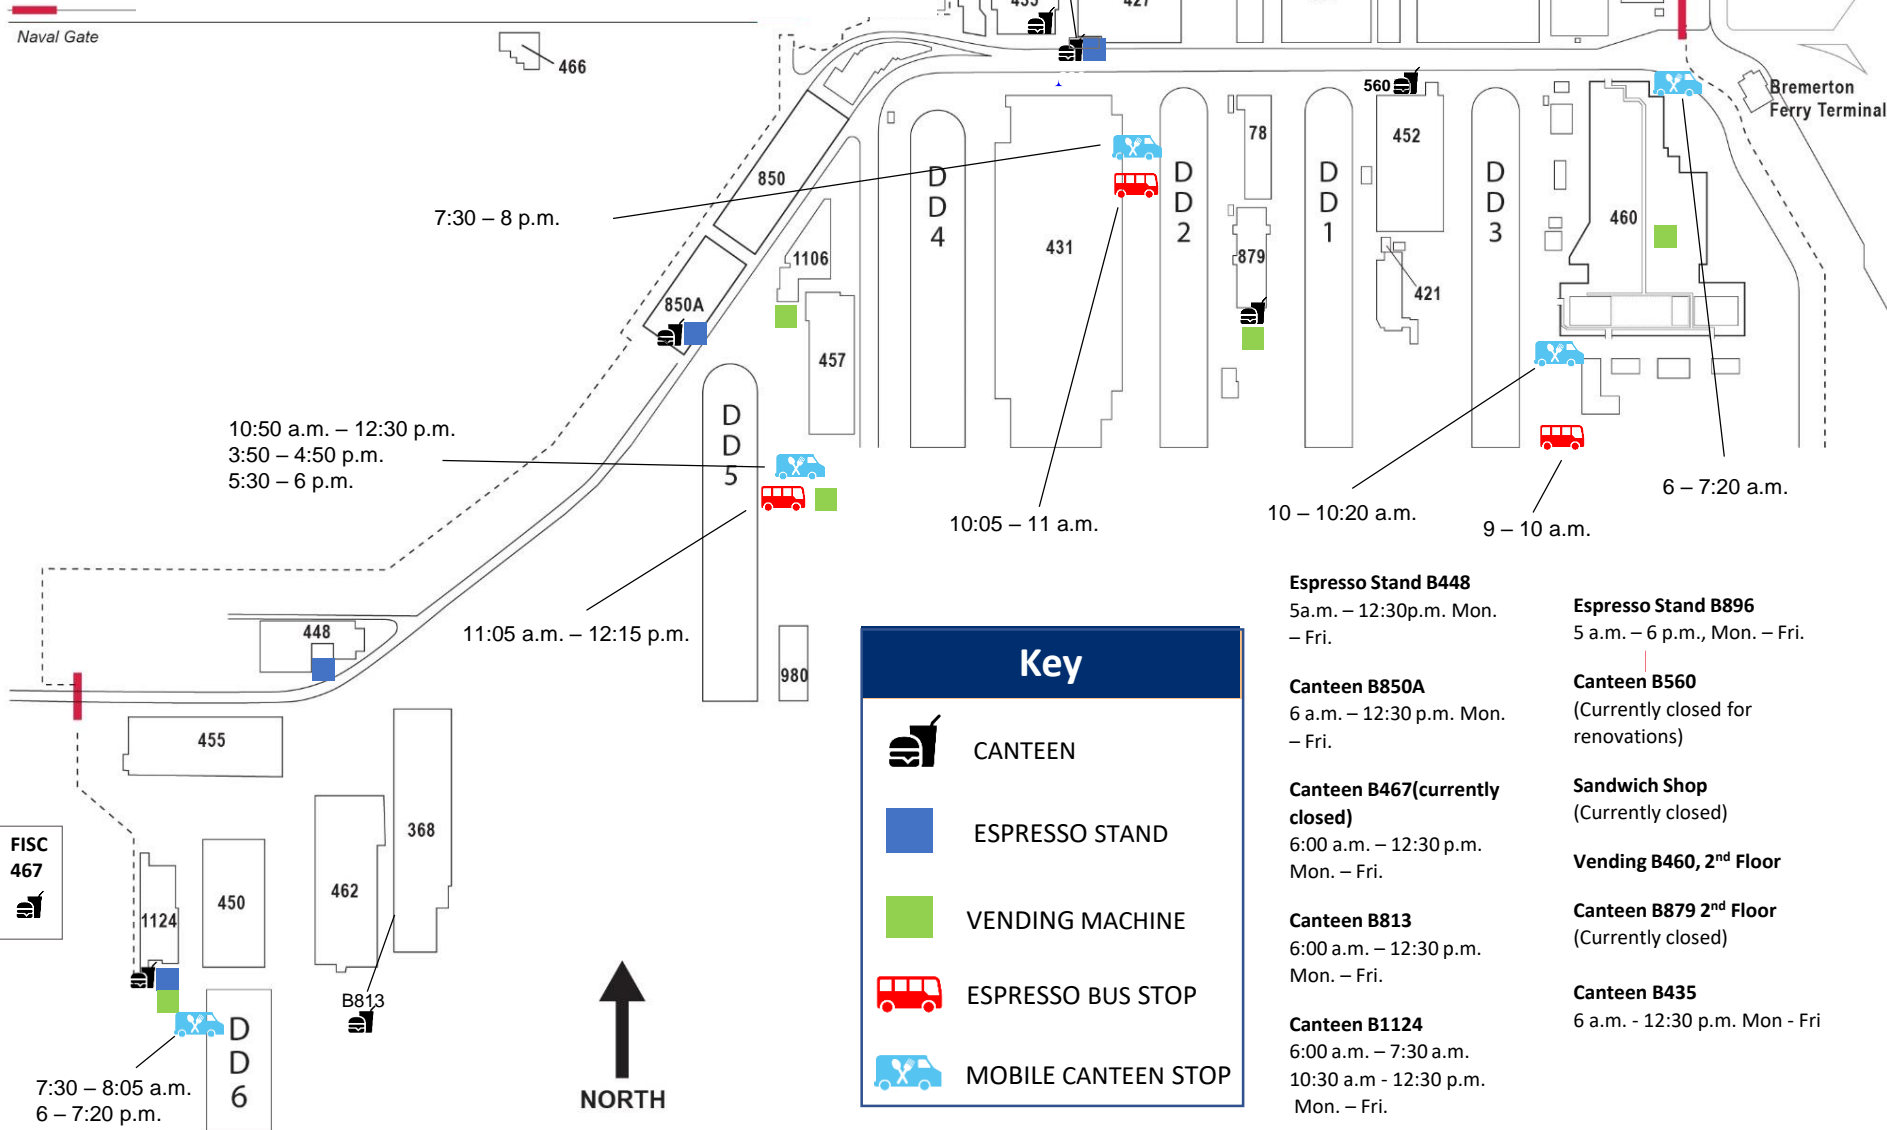 Naval Gate
466
435
427
560
Bremerton
Ferry Terminal
850
D
D
4
78
D
D
2
D
D
1
452
D
D
3
460
7:30 – 8 p.m.
431
1106
879
421
850A
457
D
D
5
10:50 a.m. – 12:30 p.m.
3:50 – 4:50 p.m.
5:30 – 6 p.m.
10:05 – 11 a.m.
10 – 10:20 a.m.
9 – 10 a.m.
6 – 7:20 a.m.
11:05 a.m. – 12:15 p.m.
448
980
455
368
FISC
467
1124
450
462
B813
D
D
6
7:30 – 8:05 a.m.
6 – 7:20 p.m.
NORTH
Key
CANTEEN
ESPRESSO STAND
VENDING MACHINE
ESPRESSO BUS STOP
MOBILE CANTEEN STOP
Espresso Stand B448
5a.m. – 12:30p.m. Mon.
– Fri.
Canteen B850A
6 a.m. – 12:30 p.m. Mon.
– Fri.
Canteen B467(currently
closed)
6:00 a.m. – 12:30 p.m.
Mon. – Fri.
Canteen B813
6:00 a.m. – 12:30 p.m.
Mon. – Fri.
Canteen B1124
6:00 a.m. – 7:30 a.m.
10:30 a.m - 12:30 p.m.
Mon. – Fri.
Espresso Stand B896
5 a.m. – 6 p.m., Mon. – Fri.
Canteen B560
(Currently closed for
renovations)
Sandwich Shop
(Currently closed)
Vending B460, 2nd Floor
Canteen B879 2nd Floor
(Currently closed)
Canteen B435
6 a.m. - 12:30 p.m. Mon - Fri